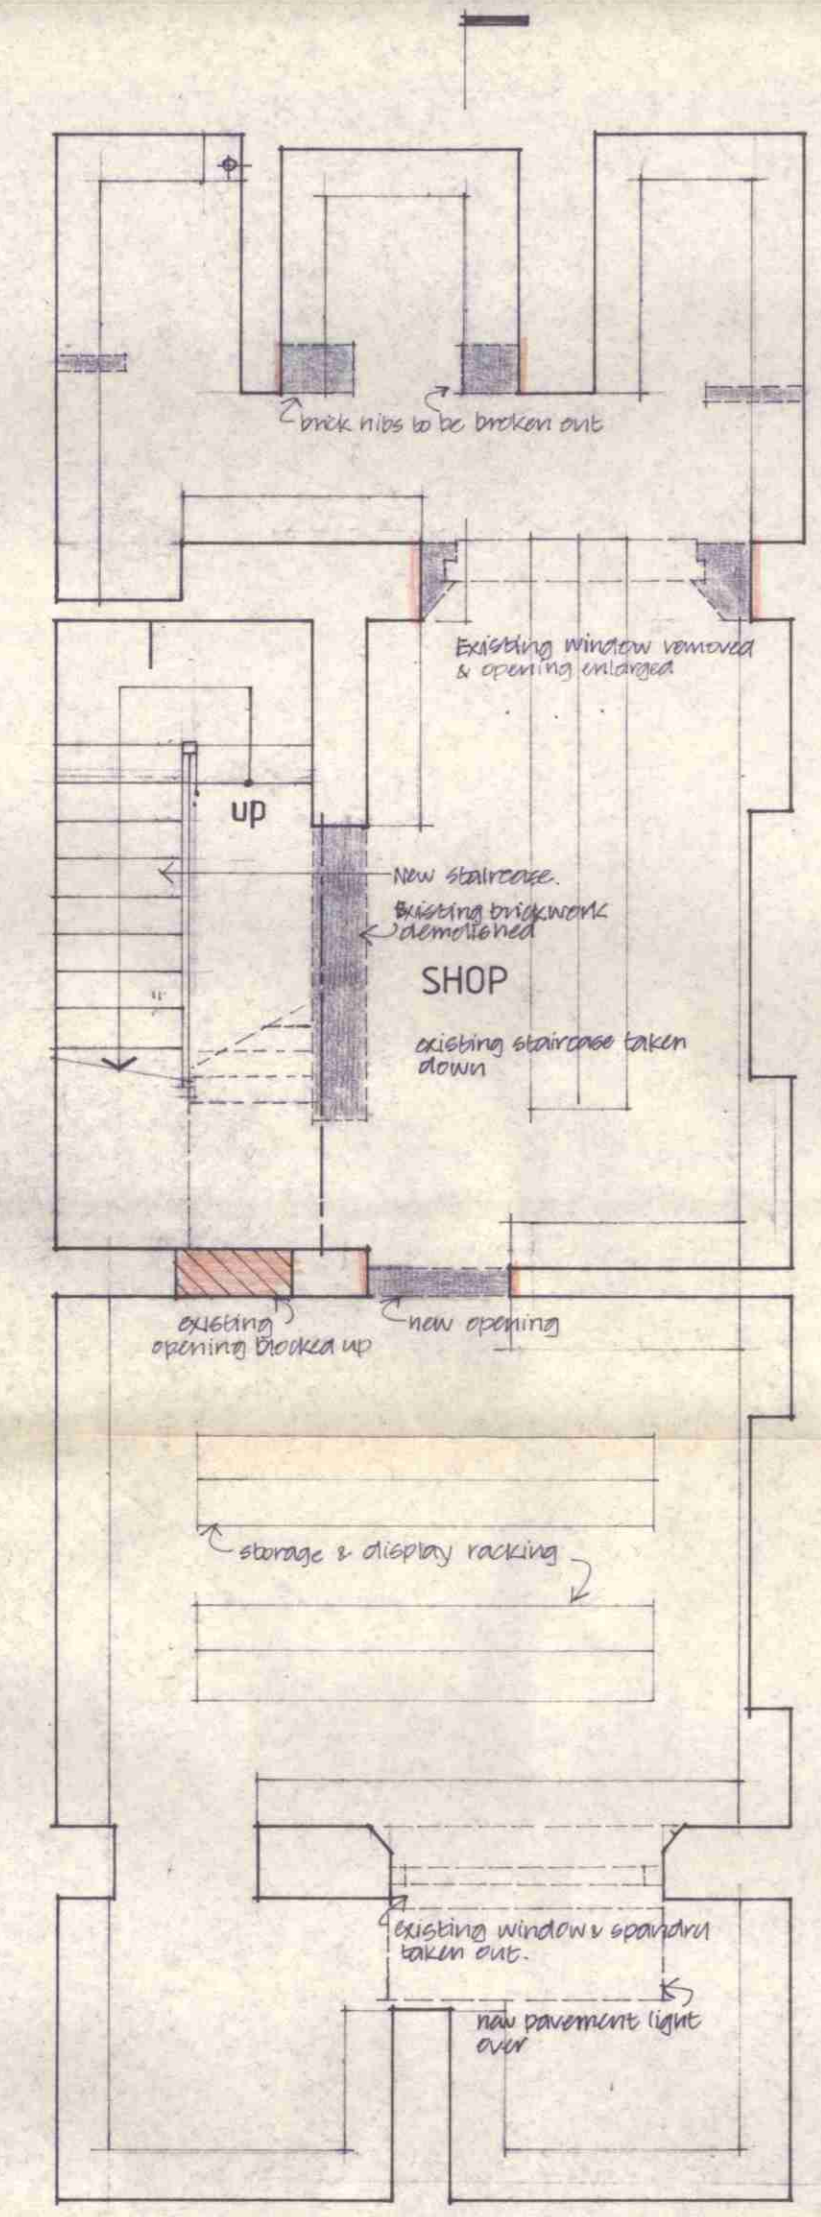 brick nibs to be broken out
Existing window removed
& opening enlarged
up
New staircase.
Existing brickwork
demolished
SHOP
existing staircase taken
down
existing
opening blocked up
new opening
storage & display racking
existing window & spandrel
taken out.
new pavement light
over